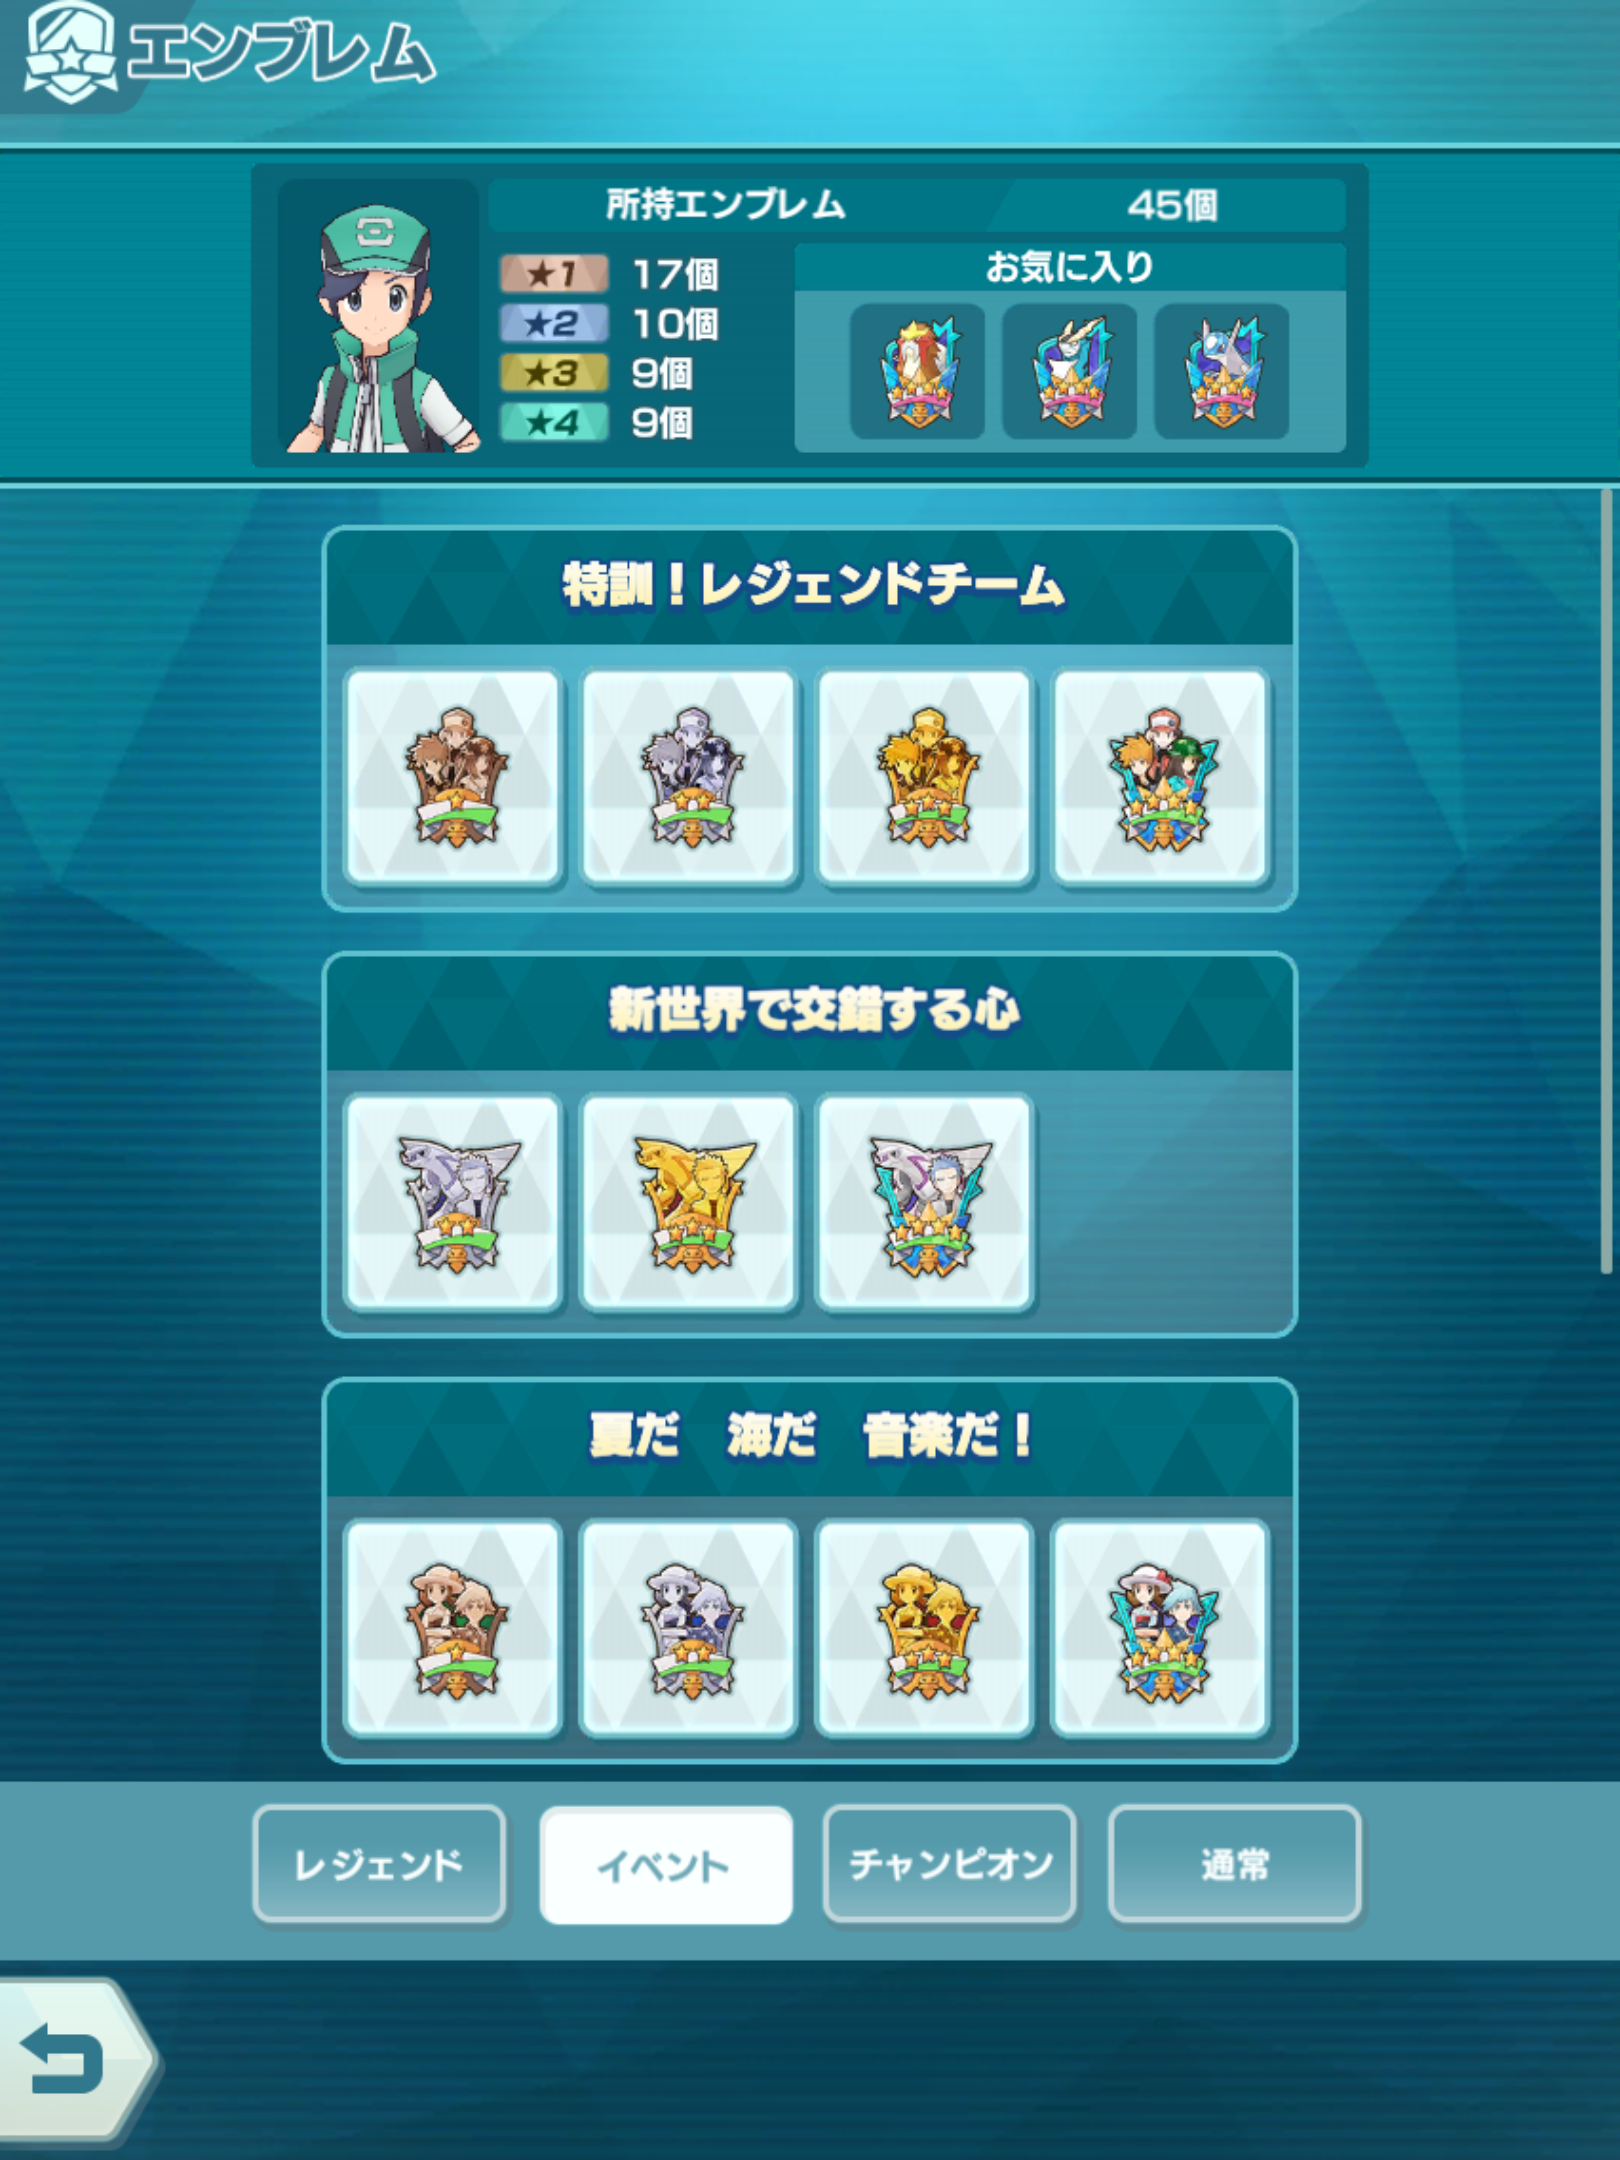 エンブレム
所持エンブレム 45個
★1 17個
★2 10個
★3 9個
★4 9個
お気に入り
特訓！レジェンドチーム
新世界で交錯する心
夏だ 海だ 音楽だ！
レジェンド イベント チャンピオン 通常